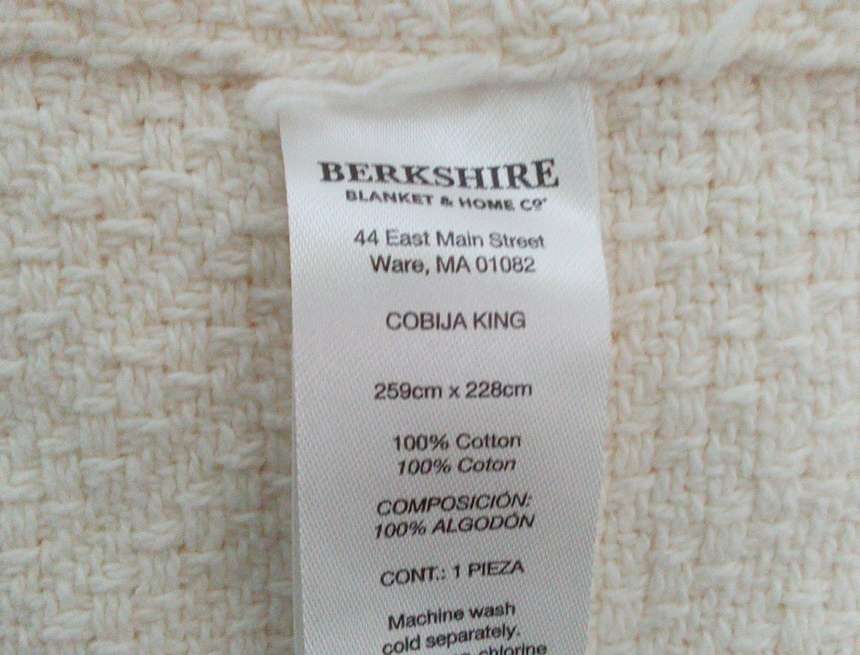 BERKSHIRE
BLANKET & HOME Cº
44 East Main Street
Ware, MA 01082
COBIJA KING
259cm x 228cm
100% Cotton
100% Coton
COMPOSICIÓN:
100% ALGODÓN
CONT.: 1 PIEZA
Machine wash
cold separately.
chlorine